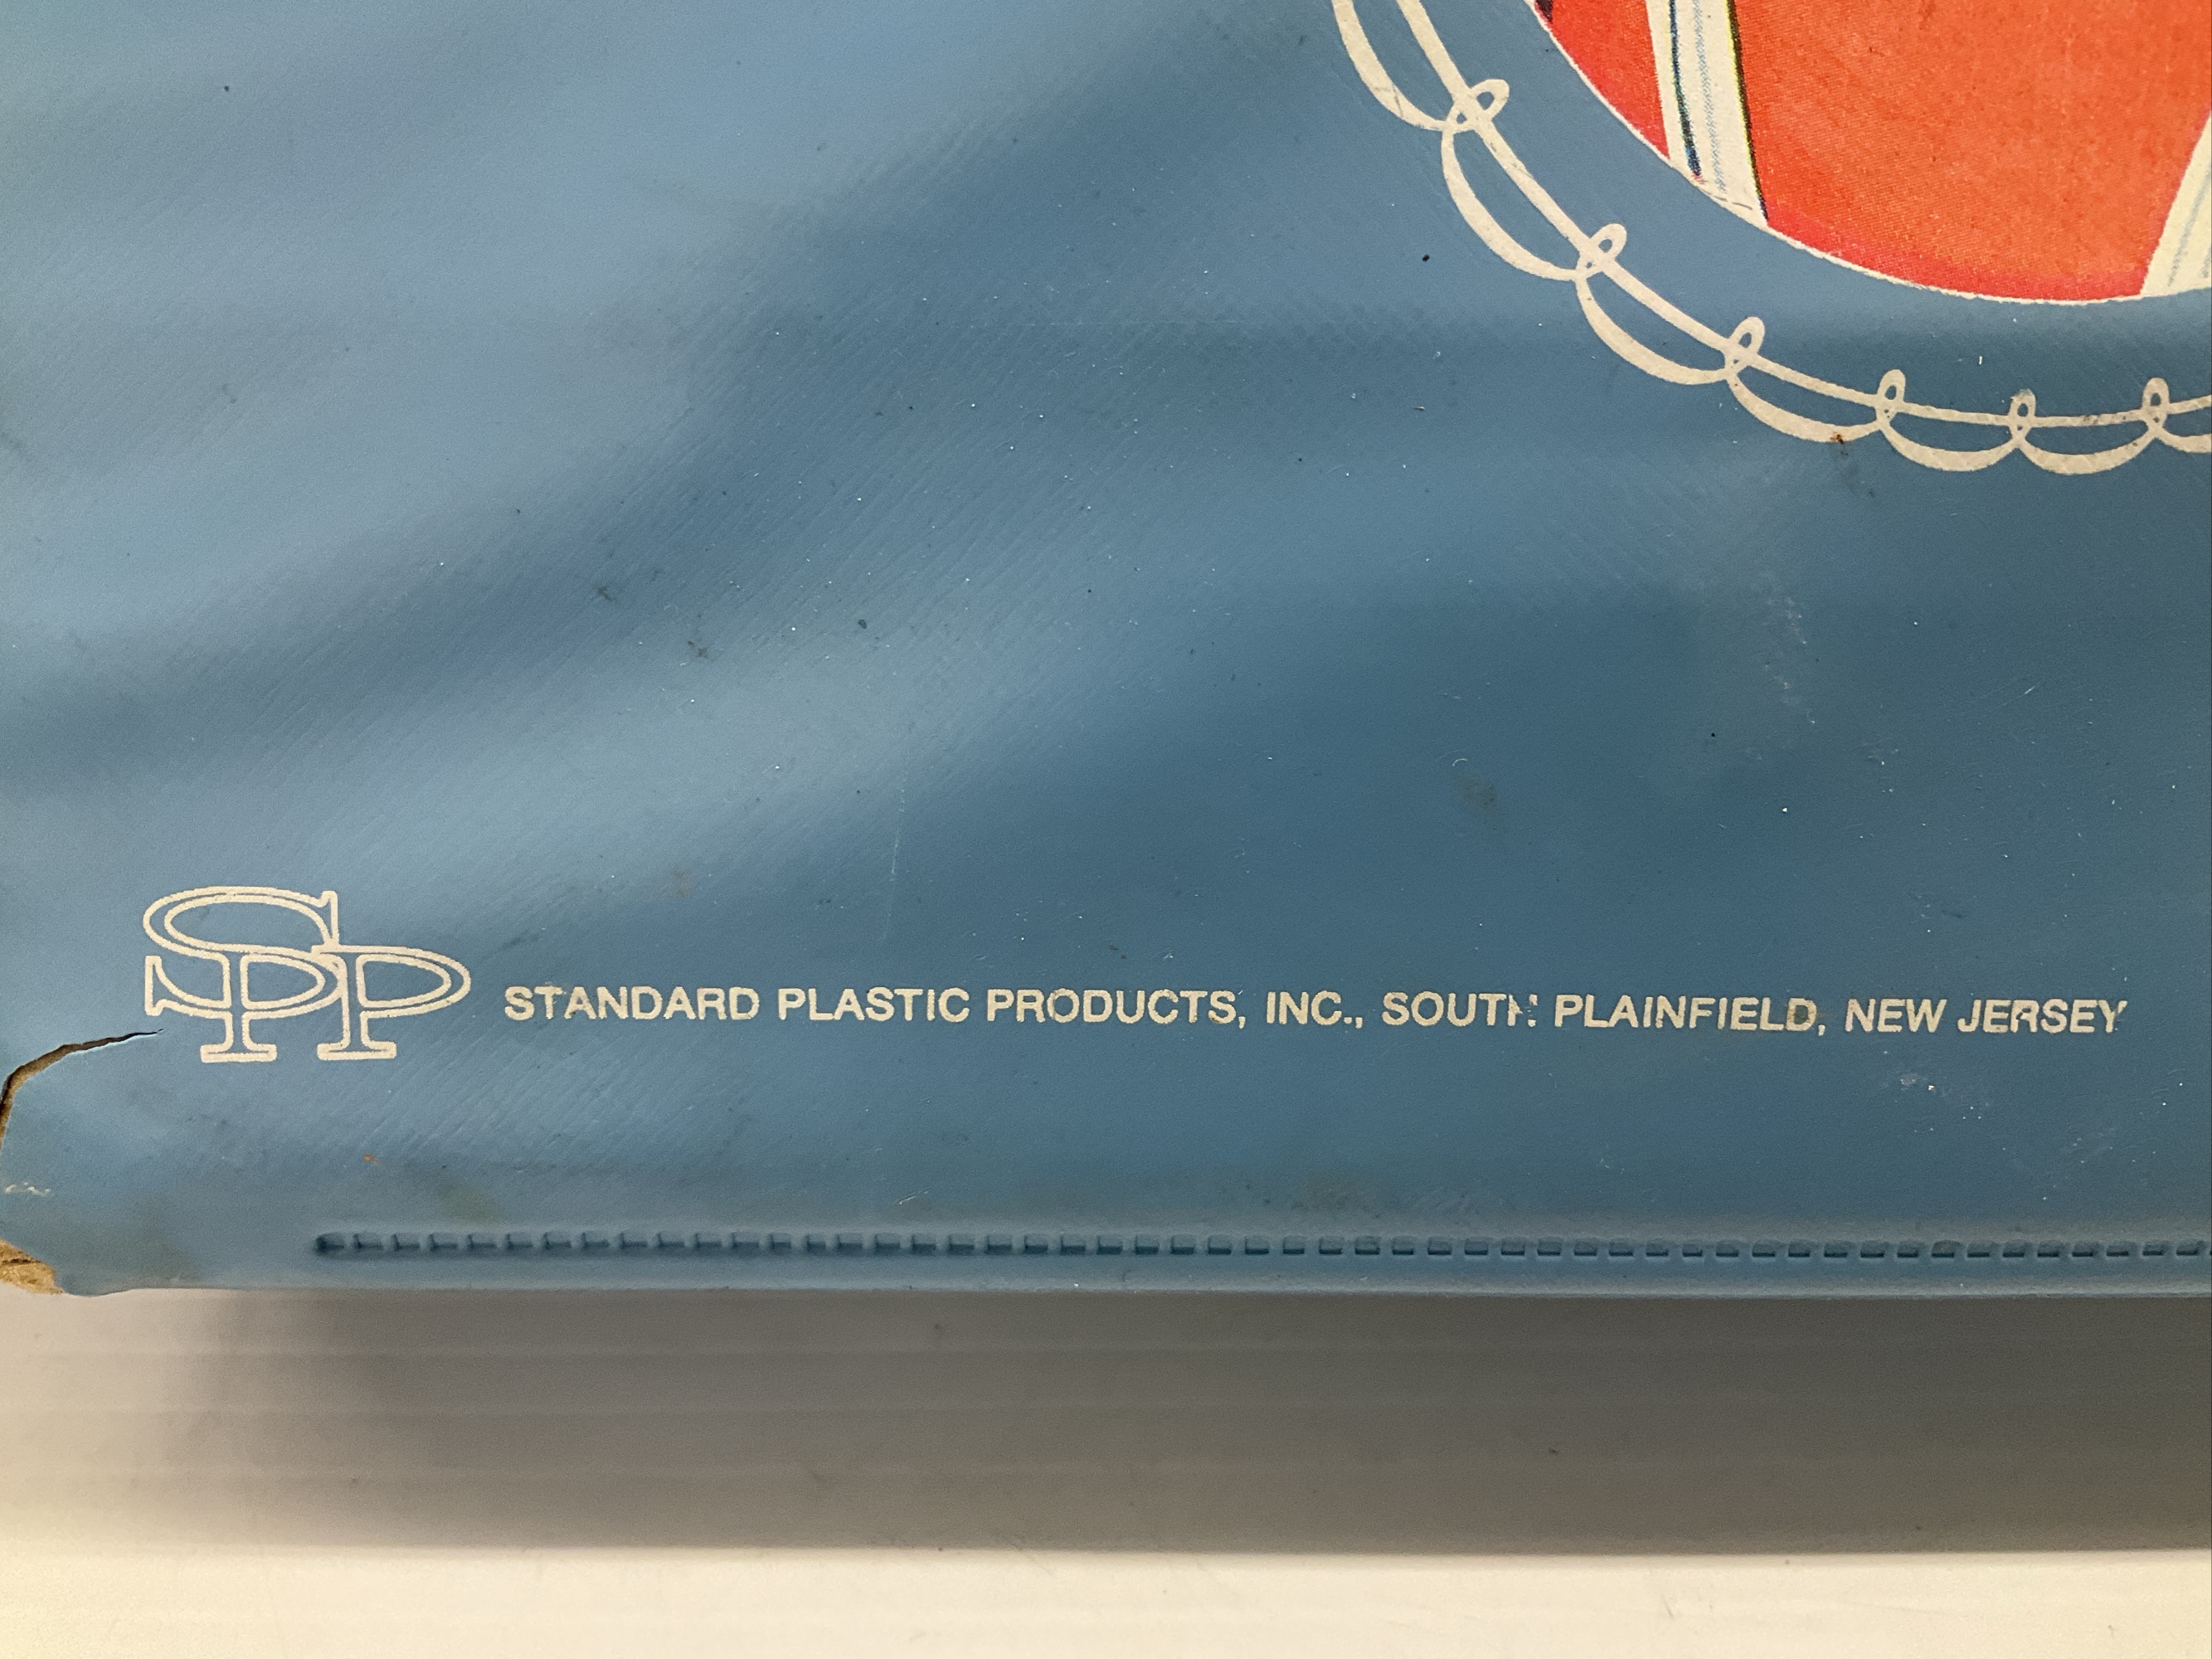 SPP STANDARD PLASTIC PRODUCTS, INC., SOUTH PLAINFIELD, NEW JERSEY